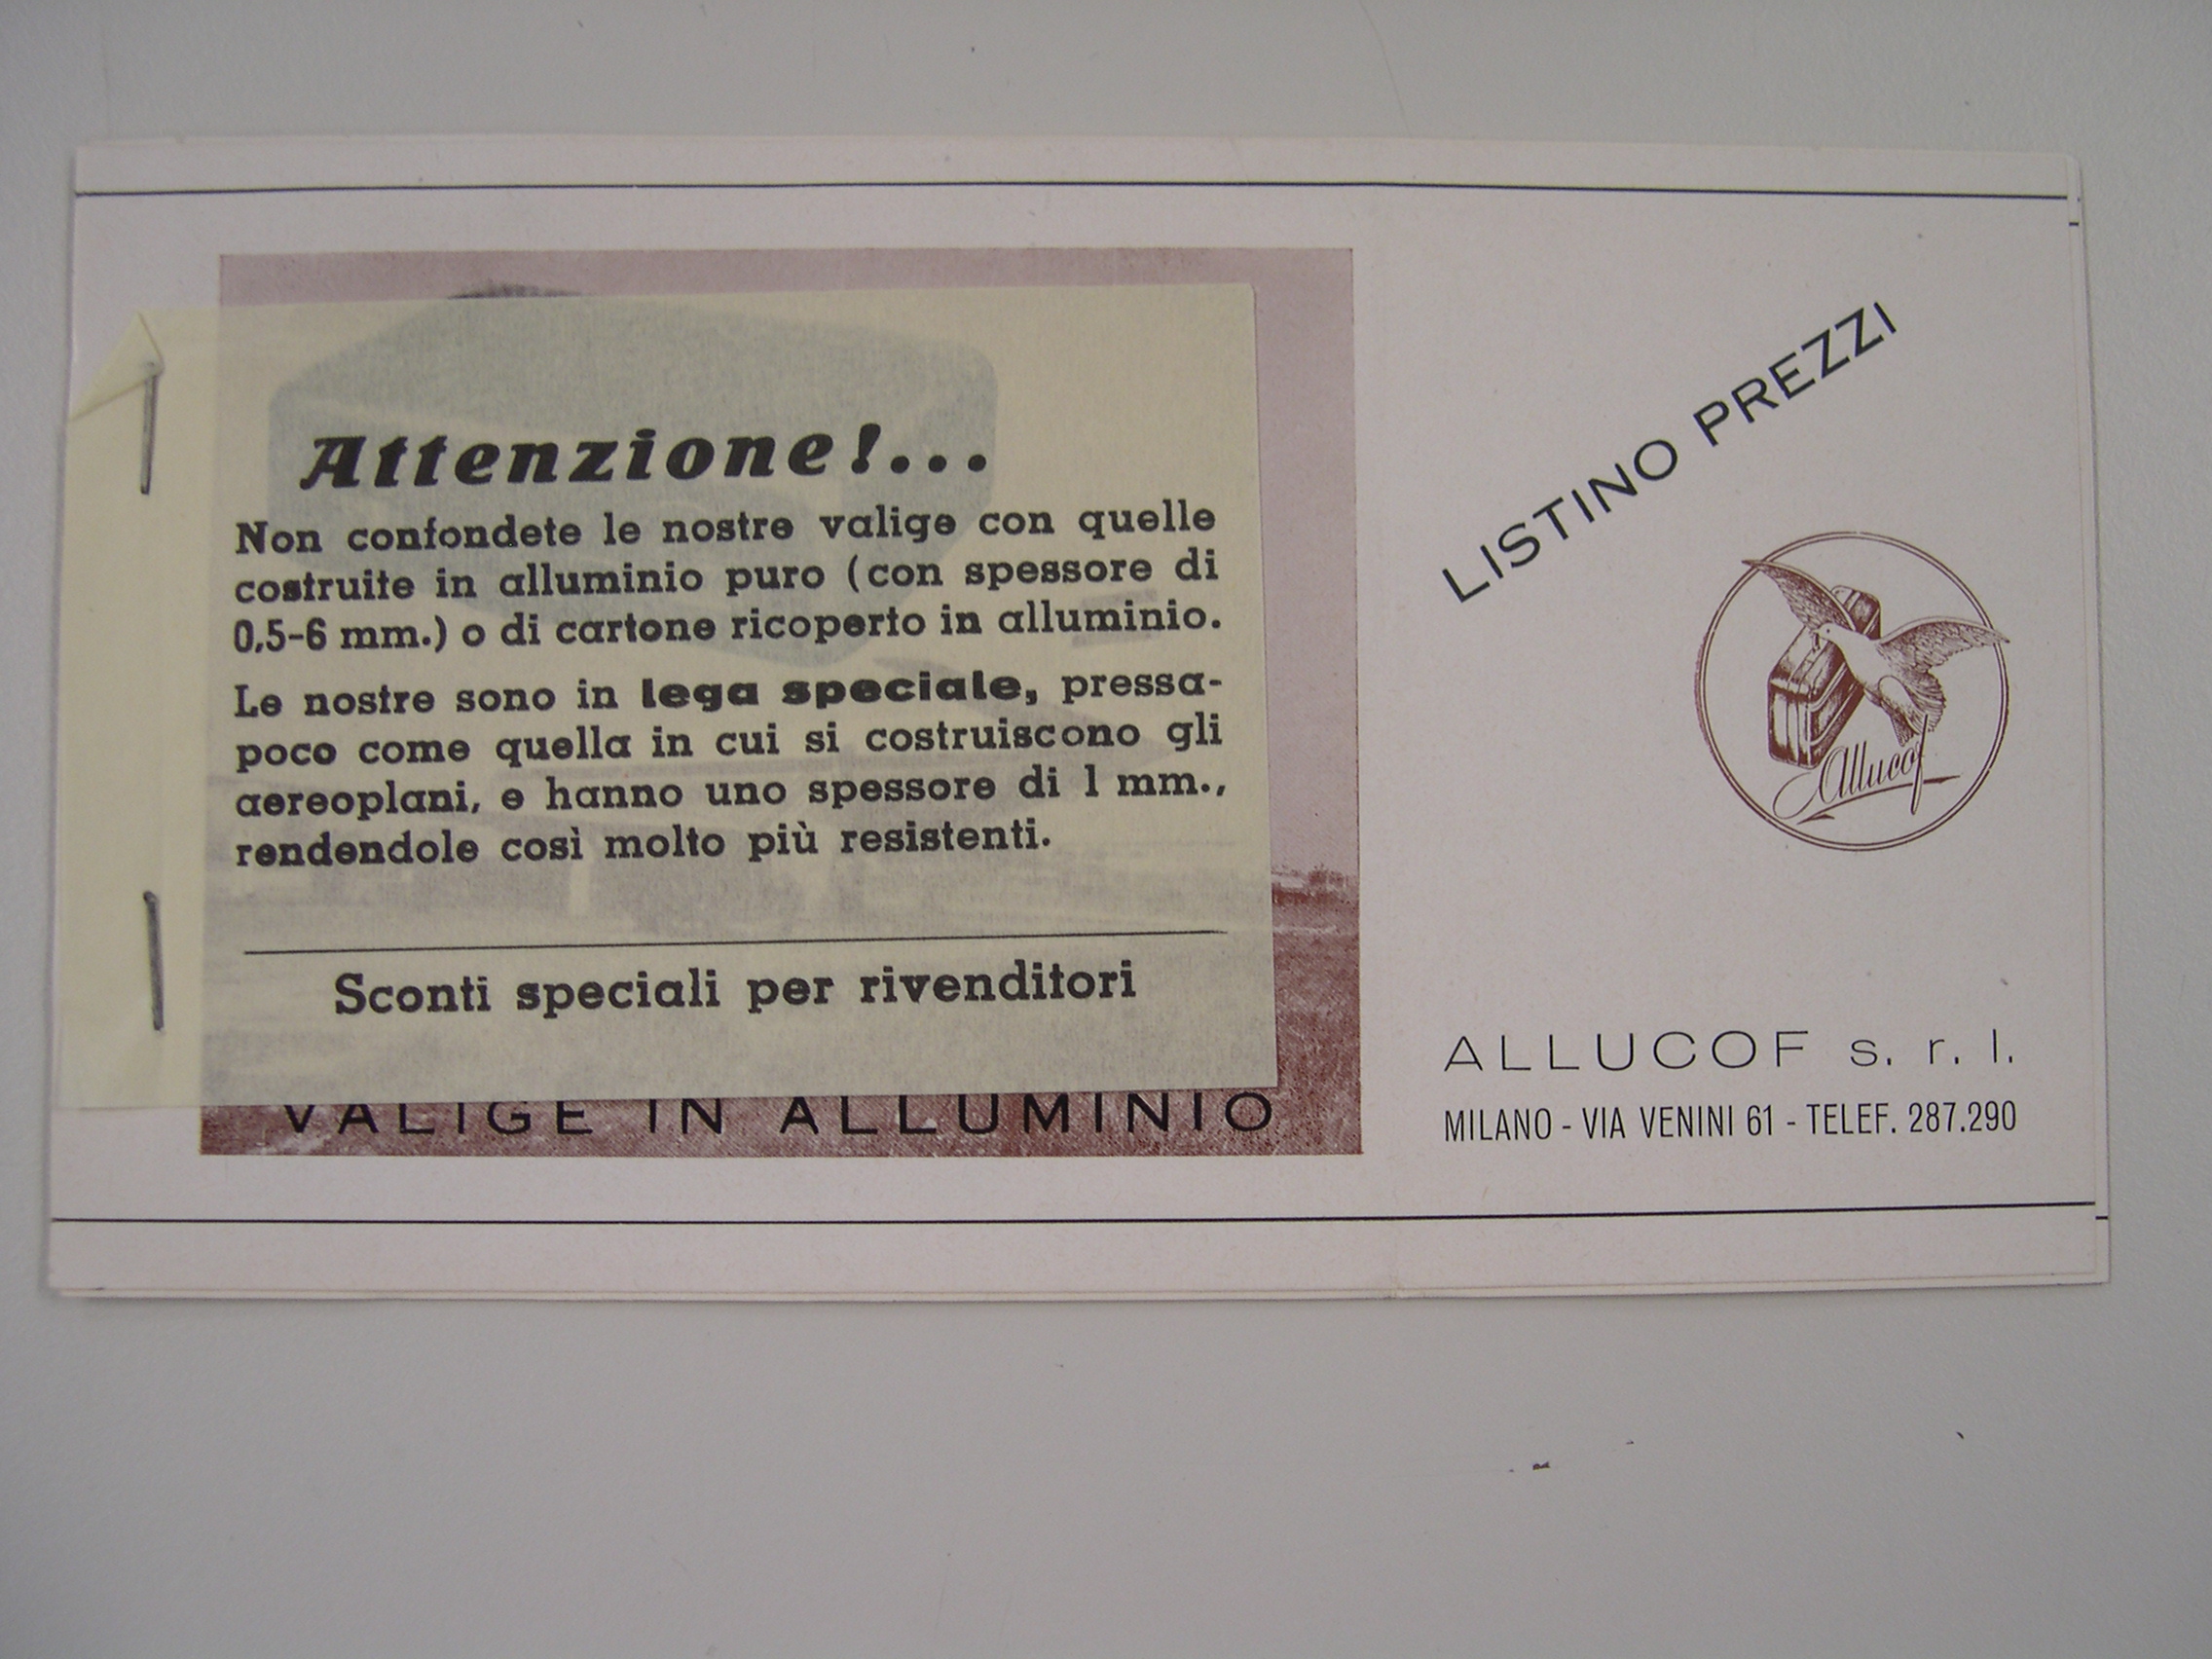 Attenzione!...
Non confondete le nostre valige con quelle
costruite in alluminio puro (con spessore di
0,5-6 mm.) o di cartone ricoperto in alluminio.
Le nostre sono in lega speciale, pressa-
poco come quella in cui si costruiscono gli
aereoplani, e hanno uno spessore di 1 mm.,
rendendole così molto più resistenti.
Sconti speciali per rivenditori
VALIGE IN ALLUMINIO
LISTINO PREZZI
Allucof
ALLUCOF s. r. l.
MILANO - VIA VENINI 61 - TELEF. 287.290